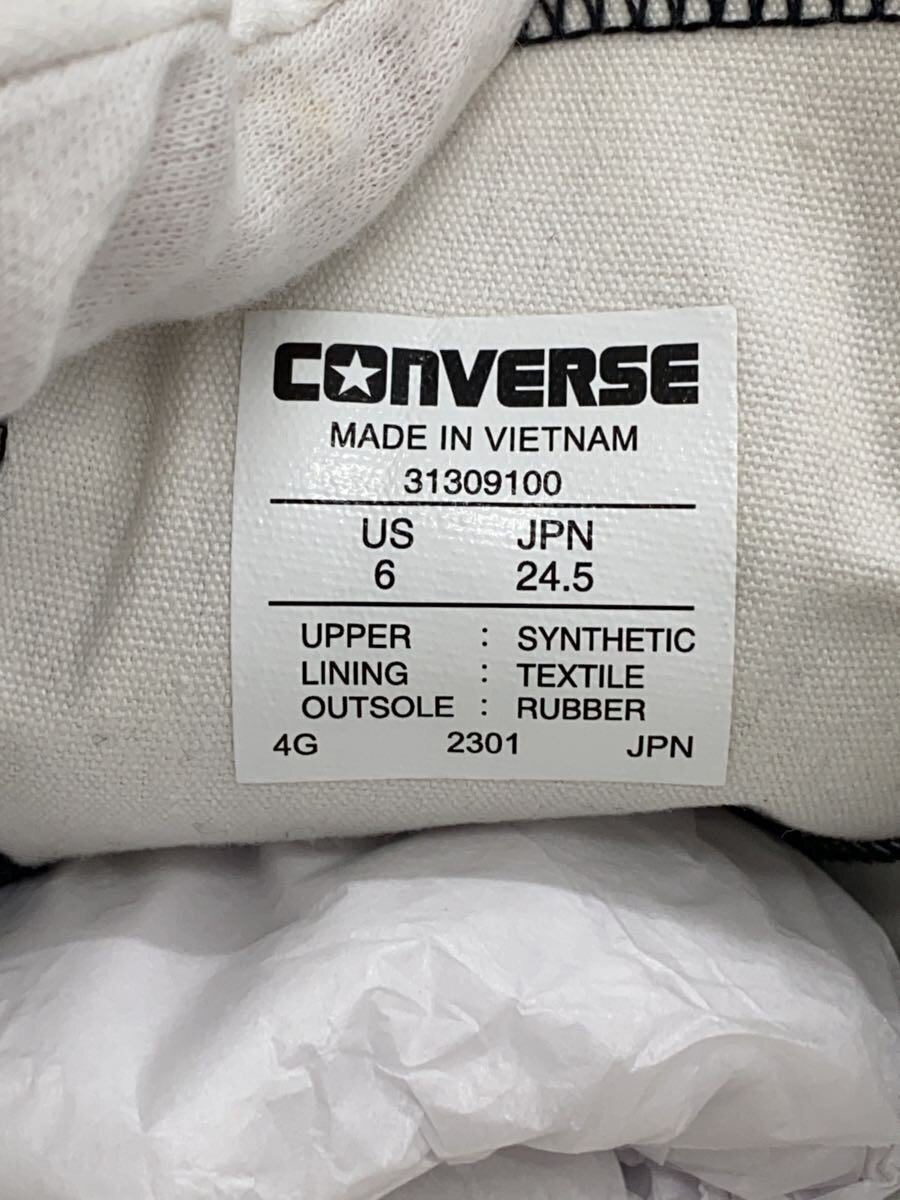 CONVERSE
MADE IN VIETNAM
31309100
US JPN
6 24.5
UPPER : SYNTHETIC
LINING : TEXTILE
OUTSOLE : RUBBER
4G 2301 JPN